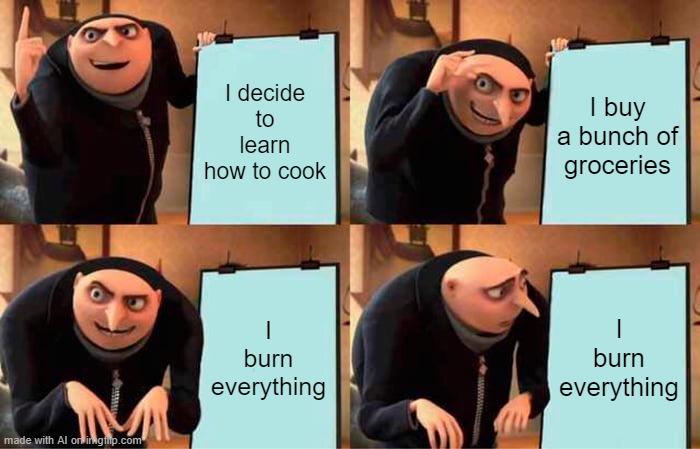 I decide
to
learn
how to cook
I buy
a bunch of
groceries
I
burn
everything
I
burn
everything
made with AI on imgflip.com